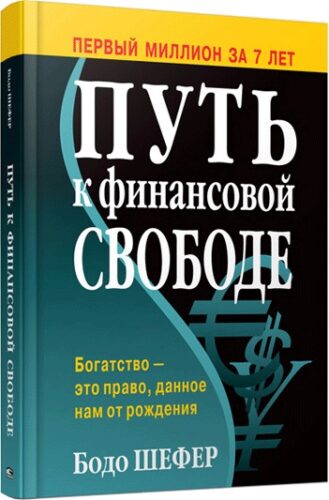 ПЕРВЫЙ МИЛЛИОН ЗА 7 ЛЕТ
ПУТЬ
К ФИНАНСОВОЙ
СВОБОДЕ
Богатство —
это право, данное
нам от рождения
Бодо ШЕФЕР
Бодо ШЕФЕР
ПУТЬ К ФИНАНСОВОЙ СВОБОДЕ